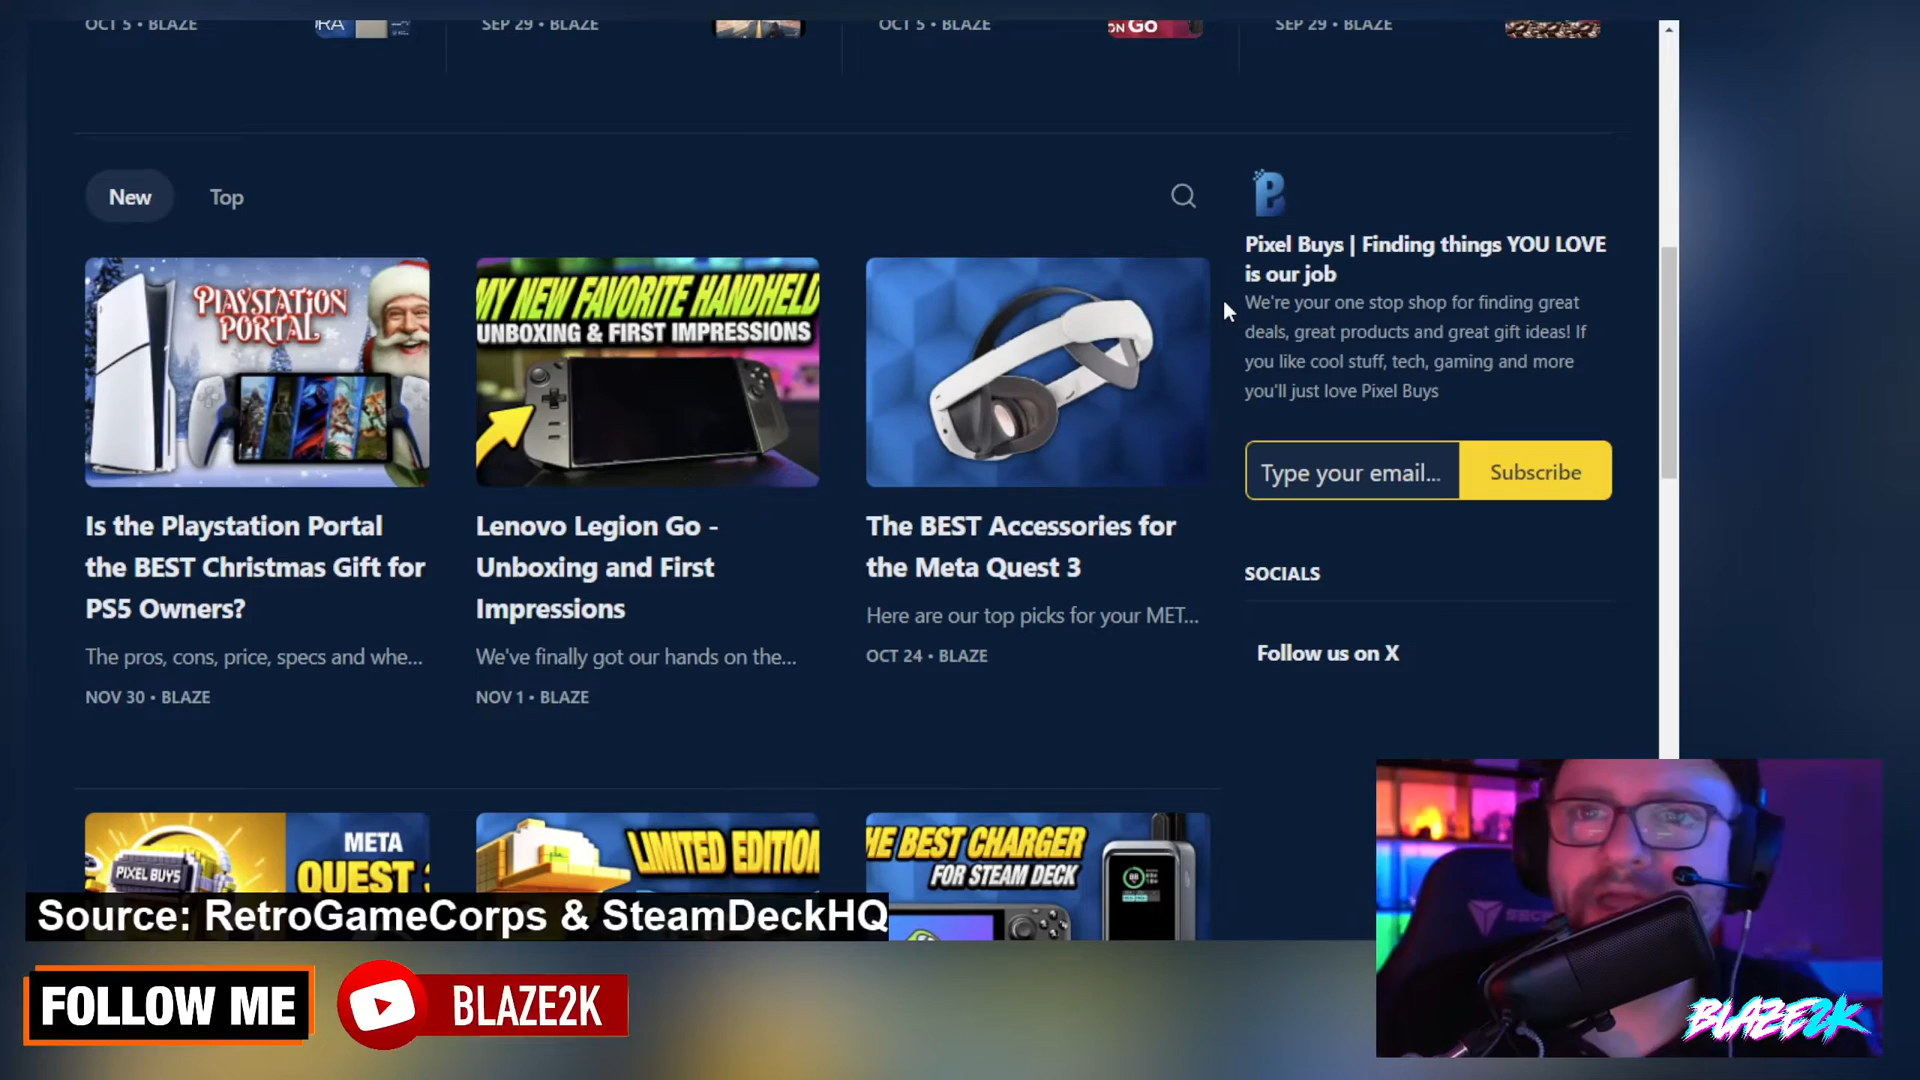 OCT 5 • BLAZE
SEP 29 • BLAZE
OCT 5 • BLAZE
ON GO
SEP 29 • BLAZE
New
Top
Pixel Buys | Finding things YOU LOVE
is our job
We're your one stop shop for finding great
deals, great products and great gift ideas! If
you like cool stuff, tech, gaming and more
you'll just love Pixel Buys
Type your email...
Subscribe
SOCIALS
Follow us on X
PLAYSTATION
PORTAL
Is the Playstation Portal
the BEST Christmas Gift for
PS5 Owners?
The pros, cons, price, specs and whe...
NOV 30 • BLAZE
MY NEW FAVORITE HANDHELD
UNBOXING & FIRST IMPRESSIONS
Lenovo Legion Go -
Unboxing and First
Impressions
We've finally got our hands on the...
NOV 1 • BLAZE
The BEST Accessories for
the Meta Quest 3
Here are our top picks for your MET...
OCT 24 • BLAZE
PIXEL BUYS
META
QUEST 3
LIMITED EDITION
HE BEST CHARGER
FOR STEAM DECK
Source: RetroGameCorps & SteamDeckHQ
FOLLOW ME
BLAZE2K
SECR
BLAZE2K